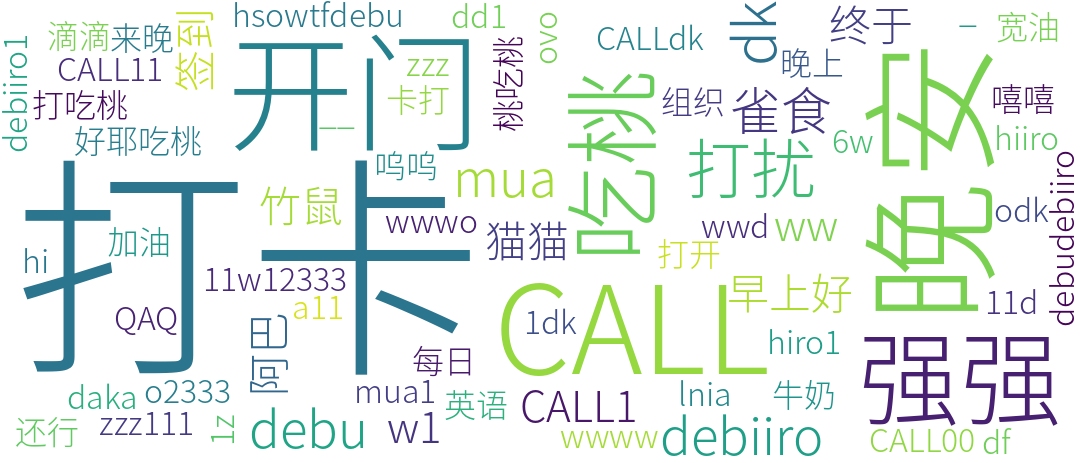 hsowtfdebu
dd1
ovo
dk
终于
–
宽油
滴滴
来晚
签到
开门
zzz
桃吃桃
CALLdk
晚上
debiiro1
CALL11
打吃桃
卡打
吃桃
组织
雀食
安
嘻嘻
好耶吃桃
––
呜呜
mua
打扰
6w
hiiro
竹鼠
wwwo
猫猫
wwd
ww
晚
odk
debudebiiro
hi
加油
打卡
打开
11w12333
a11
CALL
早上好
11d
QAQ
阿巴
1dk
每日
hiro1
强强
daka
o2333
mua1
英语
lnia
牛奶
还行
zzz111
1z
debu
w1
CALL1
wwww
debiiro
CALL00
df